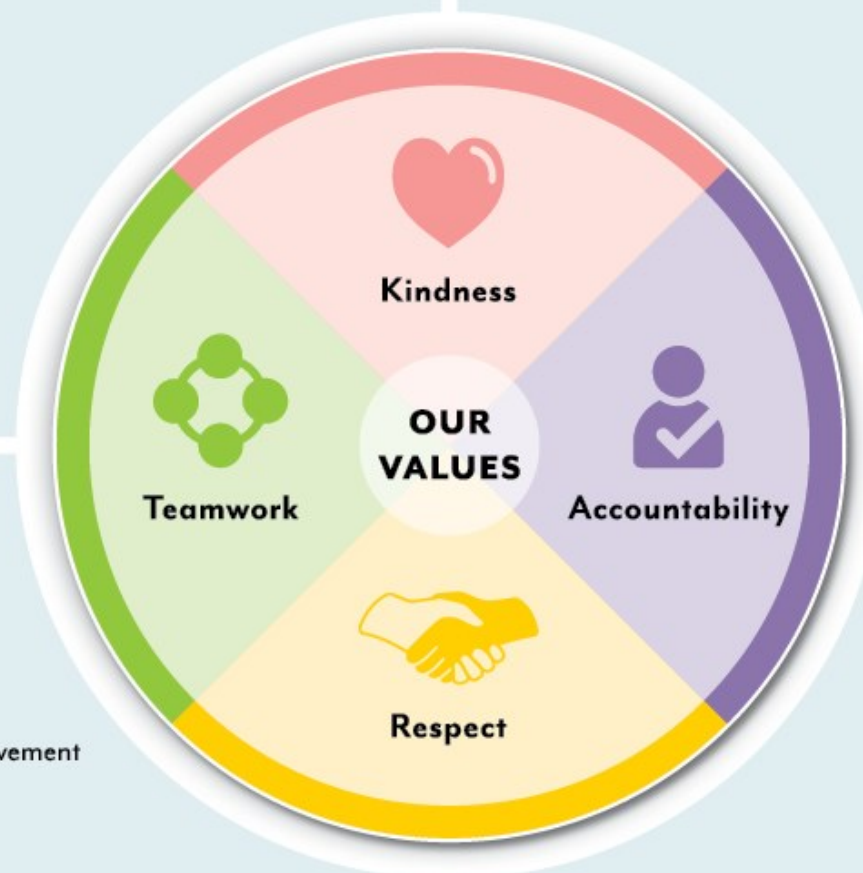 Kindness
OUR
VALUES
Teamwork
Accountability
Respect